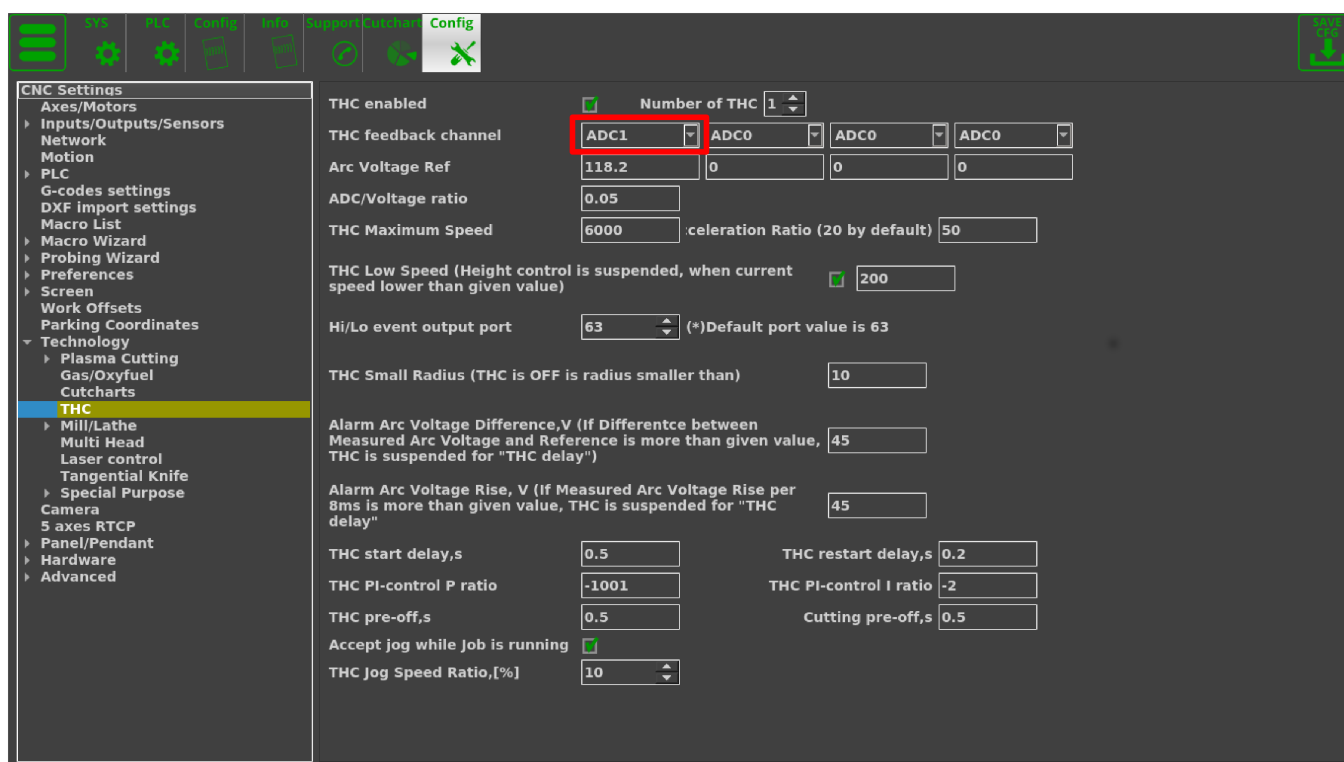 SYS PLC Config Info Support Cutchart Config
SAVE
CFG
CNC Settings
Axes/Motors
Inputs/Outputs/Sensors
Network
Motion
PLC
G-codes settings
DXF import settings
Macro List
Macro Wizard
Probing Wizard
Preferences
Screen
Work Offsets
Parking Coordinates
Technology
Plasma Cutting
Gas/Oxyfuel
Cutcharts
THC
Mill/Lathe
Multi Head
Laser control
Tangential Knife
Special Purpose
Camera
5 axes RTCP
Panel/Pendant
Hardware
Advanced
THC enabled Number of THC 1
THC feedback channel ADC1 ADC0 ADC0 ADC0
Arc Voltage Ref 118.2 0 0 0
ADC/Voltage ratio 0.05
THC Maximum Speed 6000 :celeration Ratio (20 by default) 50
THC Low Speed (Height control is suspended, when current
speed lower than given value) 200
Hi/Lo event output port 63 (*)Default port value is 63
THC Small Radius (THC is OFF is radius smaller than) 10
Alarm Arc Voltage Difference,V (If Differentce between
Measured Arc Voltage and Reference is more than given value, 45
THC is suspended for "THC delay")
Alarm Arc Voltage Rise, V (If Measured Arc Voltage Rise per
8ms is more than given value, THC is suspended for "THC 45
delay"
THC start delay,s 0.5 THC restart delay,s 0.2
THC PI-control P ratio -1001 THC PI-control I ratio -2
THC pre-off,s 0.5 Cutting pre-off,s 0.5
Accept jog while Job is running
THC Jog Speed Ratio,[%] 10